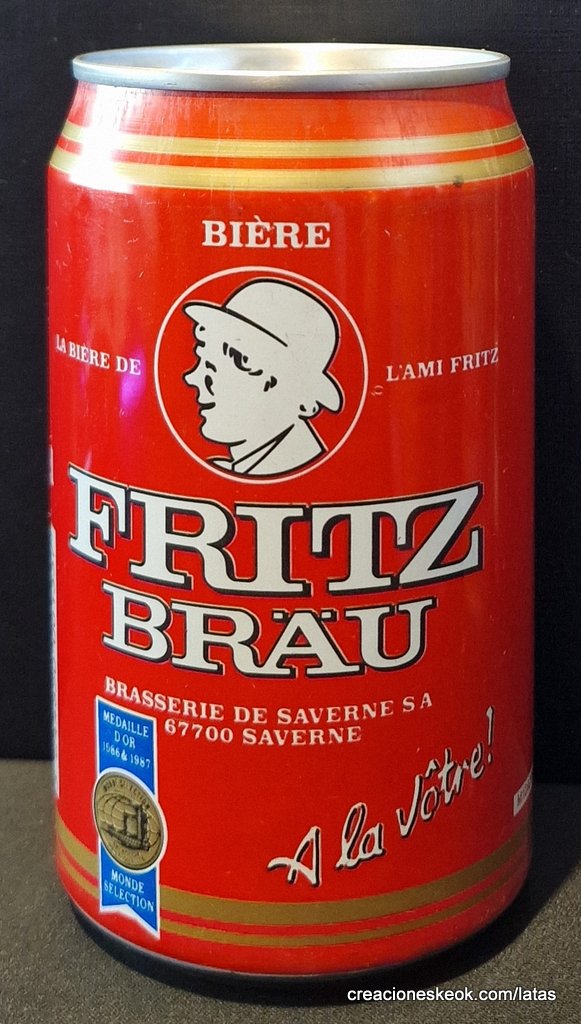 BIÈRE
LA BIÈRE DE
L'AMI FRITZ
FRITZ
BRÄU
BRASSERIE DE SAVERNE SA
67700 SAVERNE
MEDAILLE
D'OR
1986 & 1987
MONDE
SELECTION
A la vôtre!
creacioneskeok.com/latas